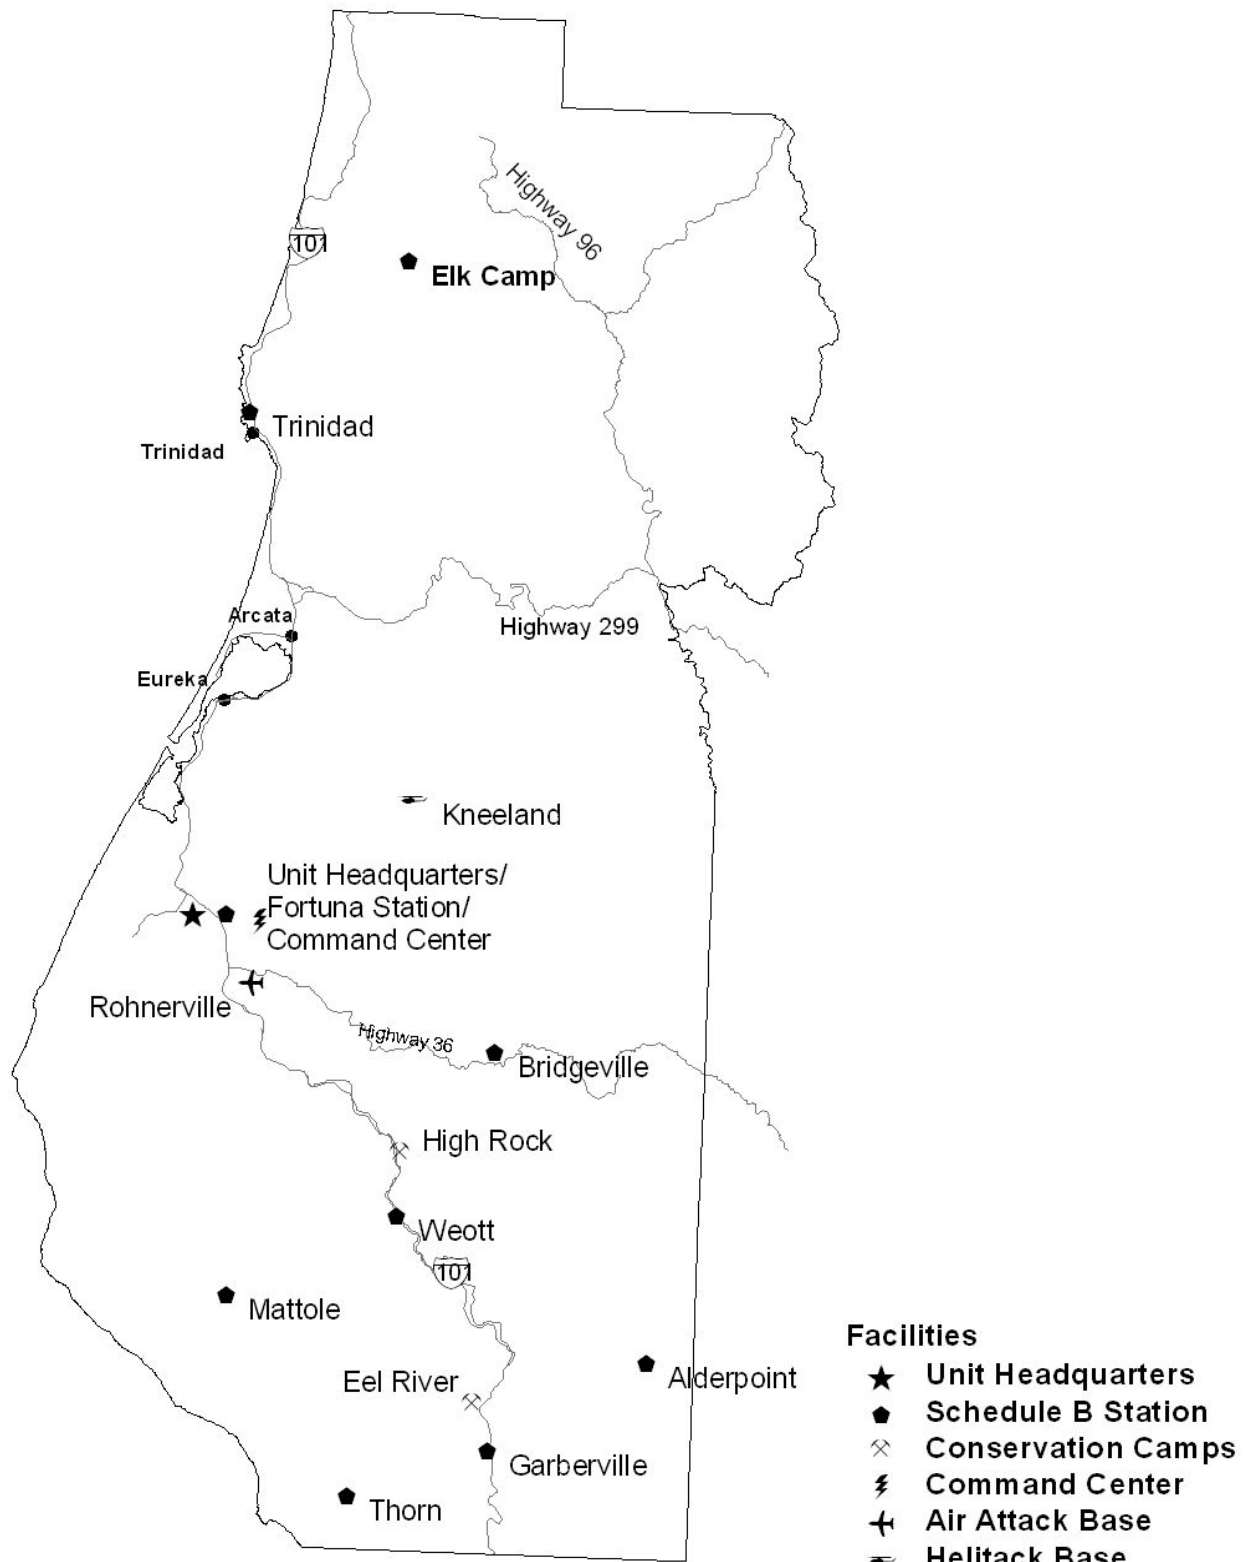 Highway 96
101
Elk Camp
Trinidad
Trinidad
Arcata
Highway 299
Eureka
Kneeland
Unit Headquarters/
Fortuna Station/
Command Center
Rohnerville
Highway 36
Bridgeville
High Rock
Weott
101
Mattole
Eel River
Alderpoint
Garberville
Thorn
Facilities
Unit Headquarters
Schedule B Station
Conservation Camps
Command Center
Air Attack Base
Helitack Base